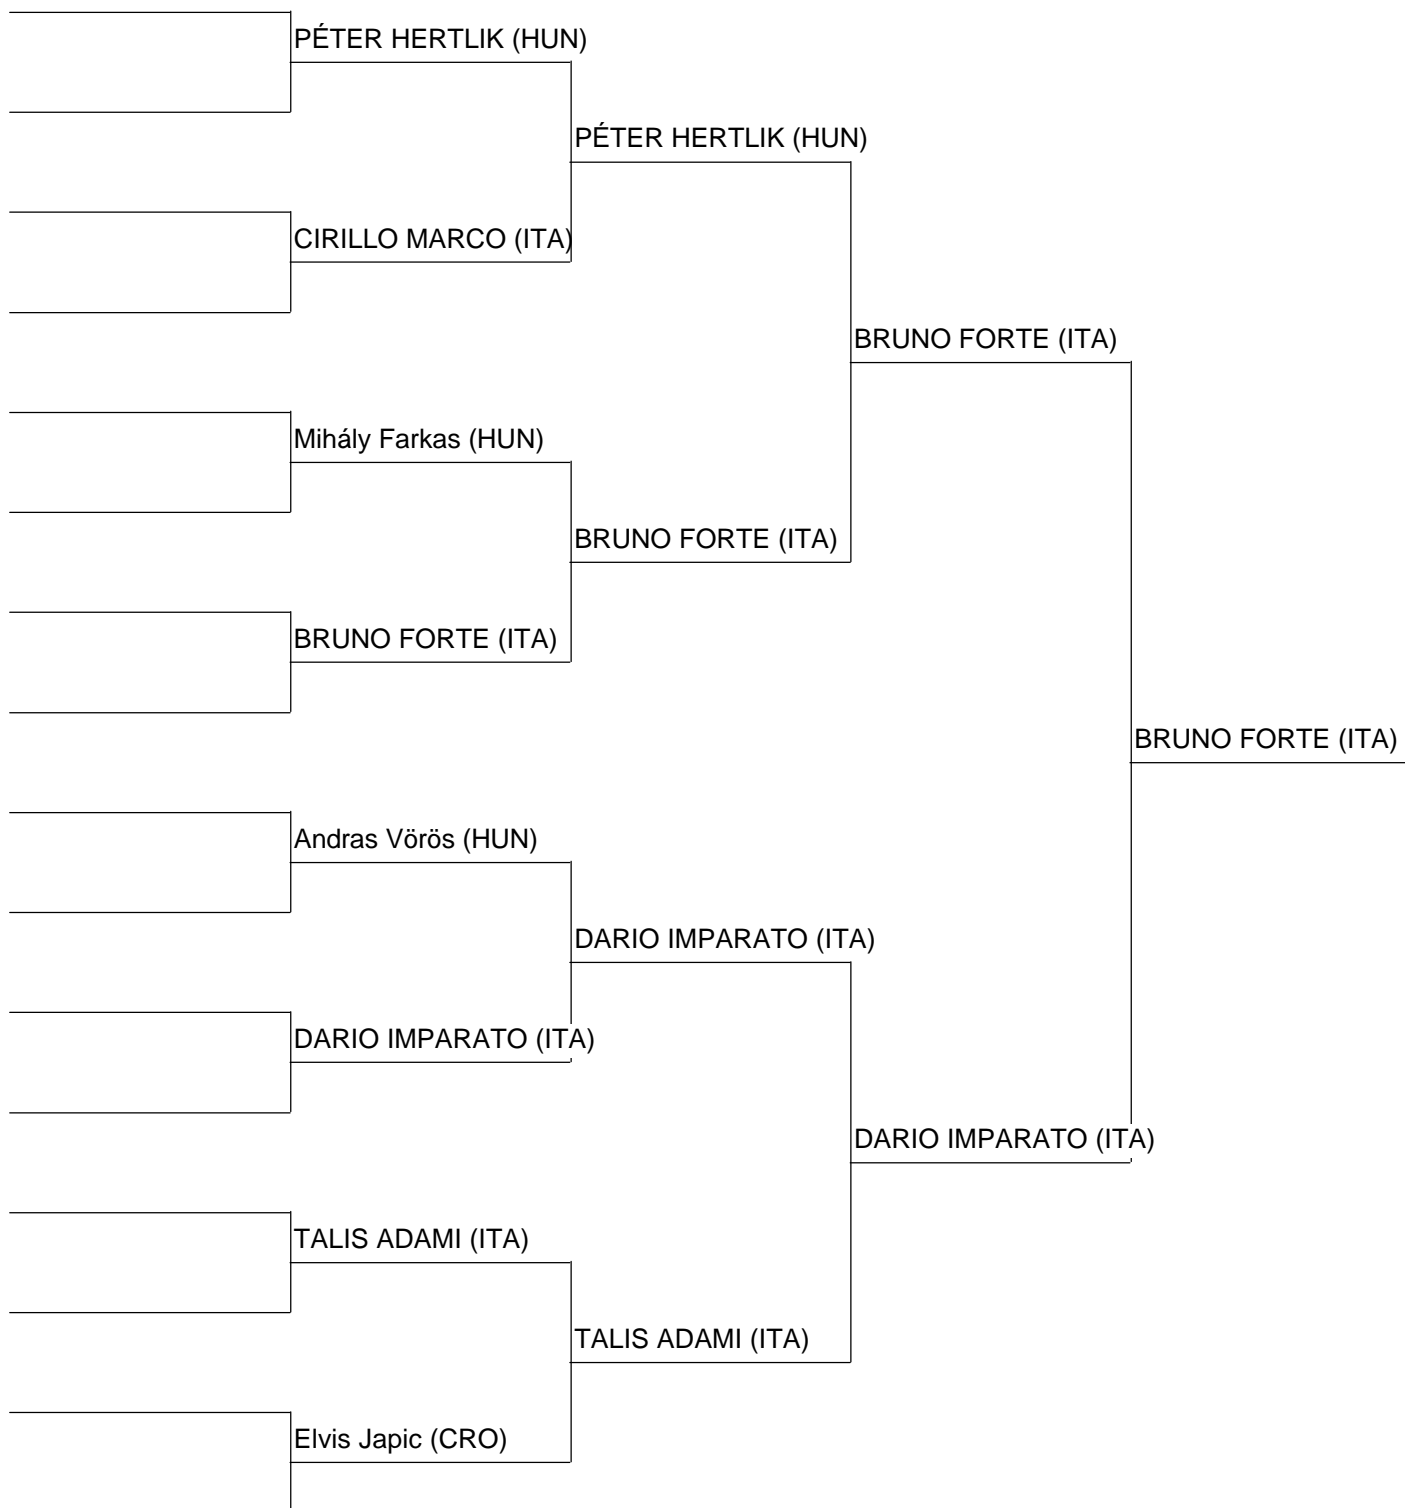 PÉTER HERTLIK (HUN)
PÉTER HERTLIK (HUN)
CIRILLO MARCO (ITA)
BRUNO FORTE (ITA)
Mihály Farkas (HUN)
BRUNO FORTE (ITA)
BRUNO FORTE (ITA)
BRUNO FORTE (ITA)
Andras Vörös (HUN)
DARIO IMPARATO (ITA)
DARIO IMPARATO (ITA)
DARIO IMPARATO (ITA)
TALIS ADAMI (ITA)
TALIS ADAMI (ITA)
Elvis Japic (CRO)